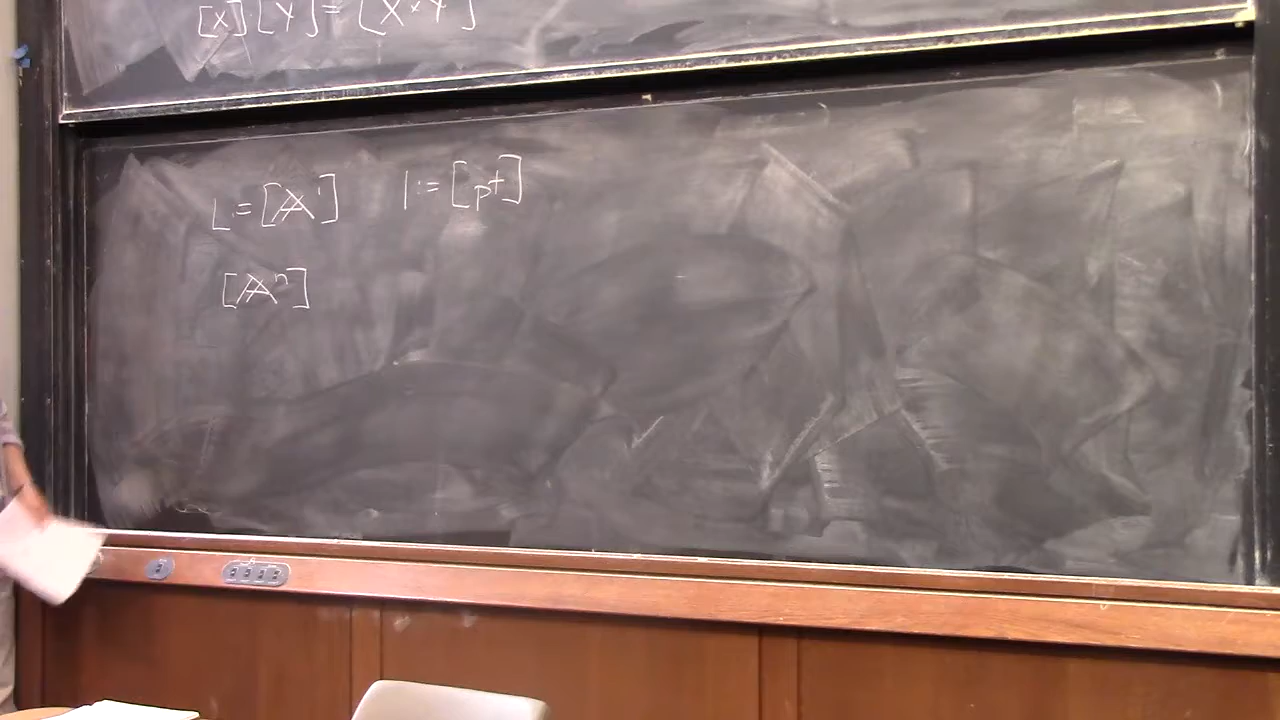 [X][Y] = [X×Y]
L := [𝔸¹] 1 := [pt]
[𝔸ⁿ]